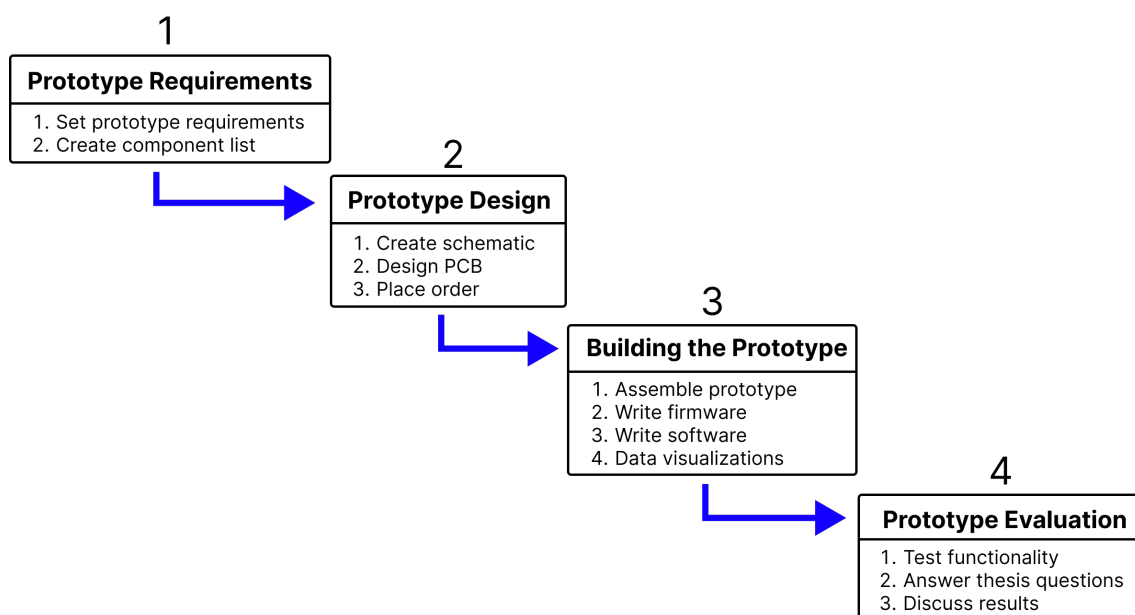 1
Prototype Requirements
1. Set prototype requirements
2. Create component list
2
Prototype Design
1. Create schematic
2. Design PCB
3. Place order
3
Building the Prototype
1. Assemble prototype
2. Write firmware
3. Write software
4. Data visualizations
4
Prototype Evaluation
1. Test functionality
2. Answer thesis questions
3. Discuss results